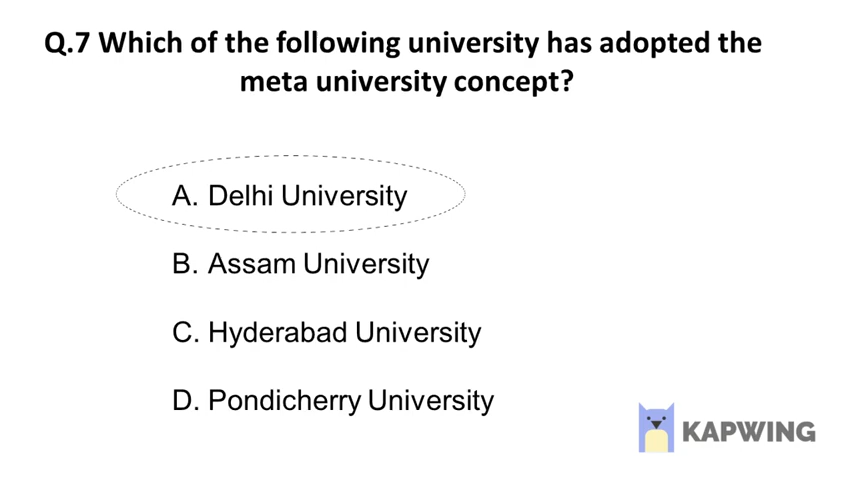 Q.7 Which of the following university has adopted the
meta university concept?
A. Delhi University
B. Assam University
C. Hyderabad University
D. Pondicherry University
KAPWING